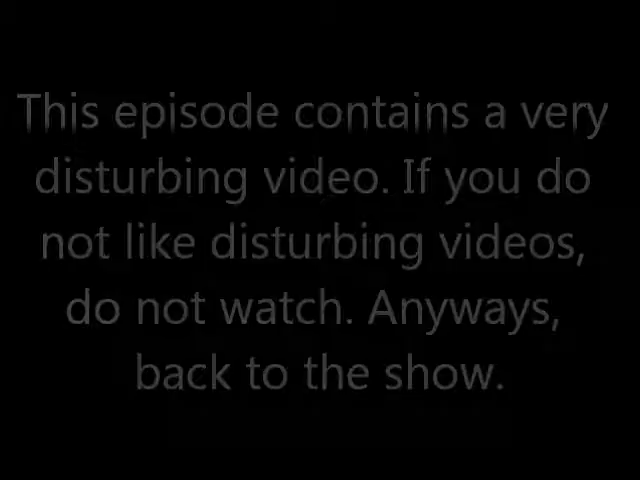 This episode contains a very
disturbing video. If you do
not like disturbing videos,
do not watch. Anyways,
back to the show.